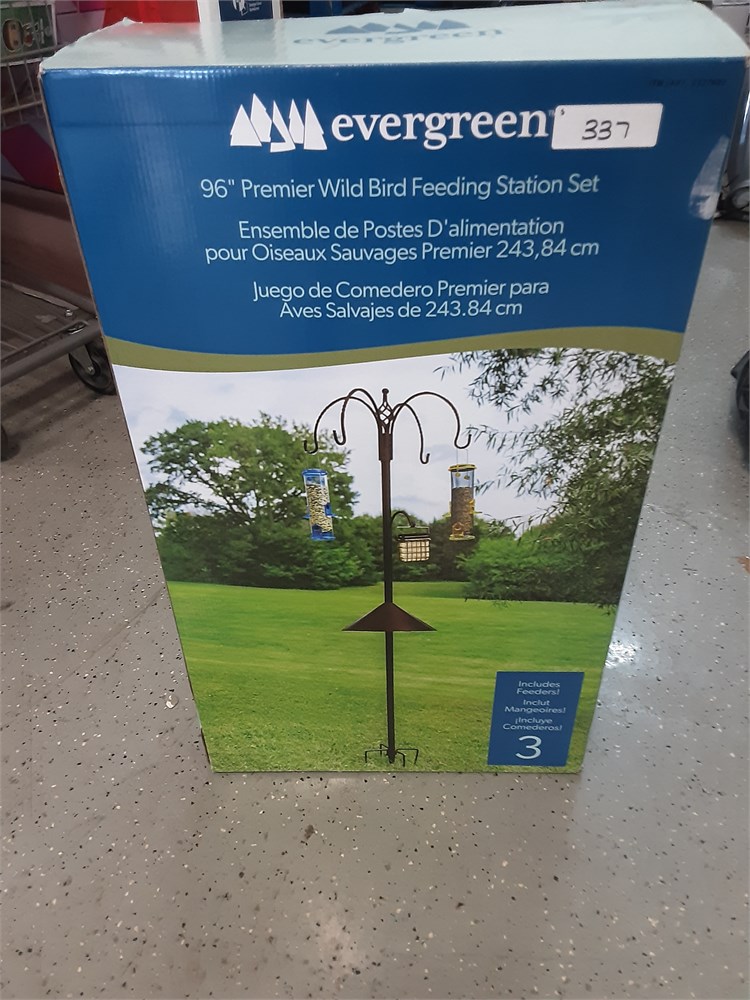 evergreen
evergreen
337
96" Premier Wild Bird Feeding Station Set
Ensemble de Postes D'alimentation
pour Oiseaux Sauvages Premier 243,84 cm
Juego de Comedero Premier para
Aves Salvajes de 243.84 cm
Includes
Feeders!
Inclut
Mangeoires!
¡Incluye
Comederos!
3